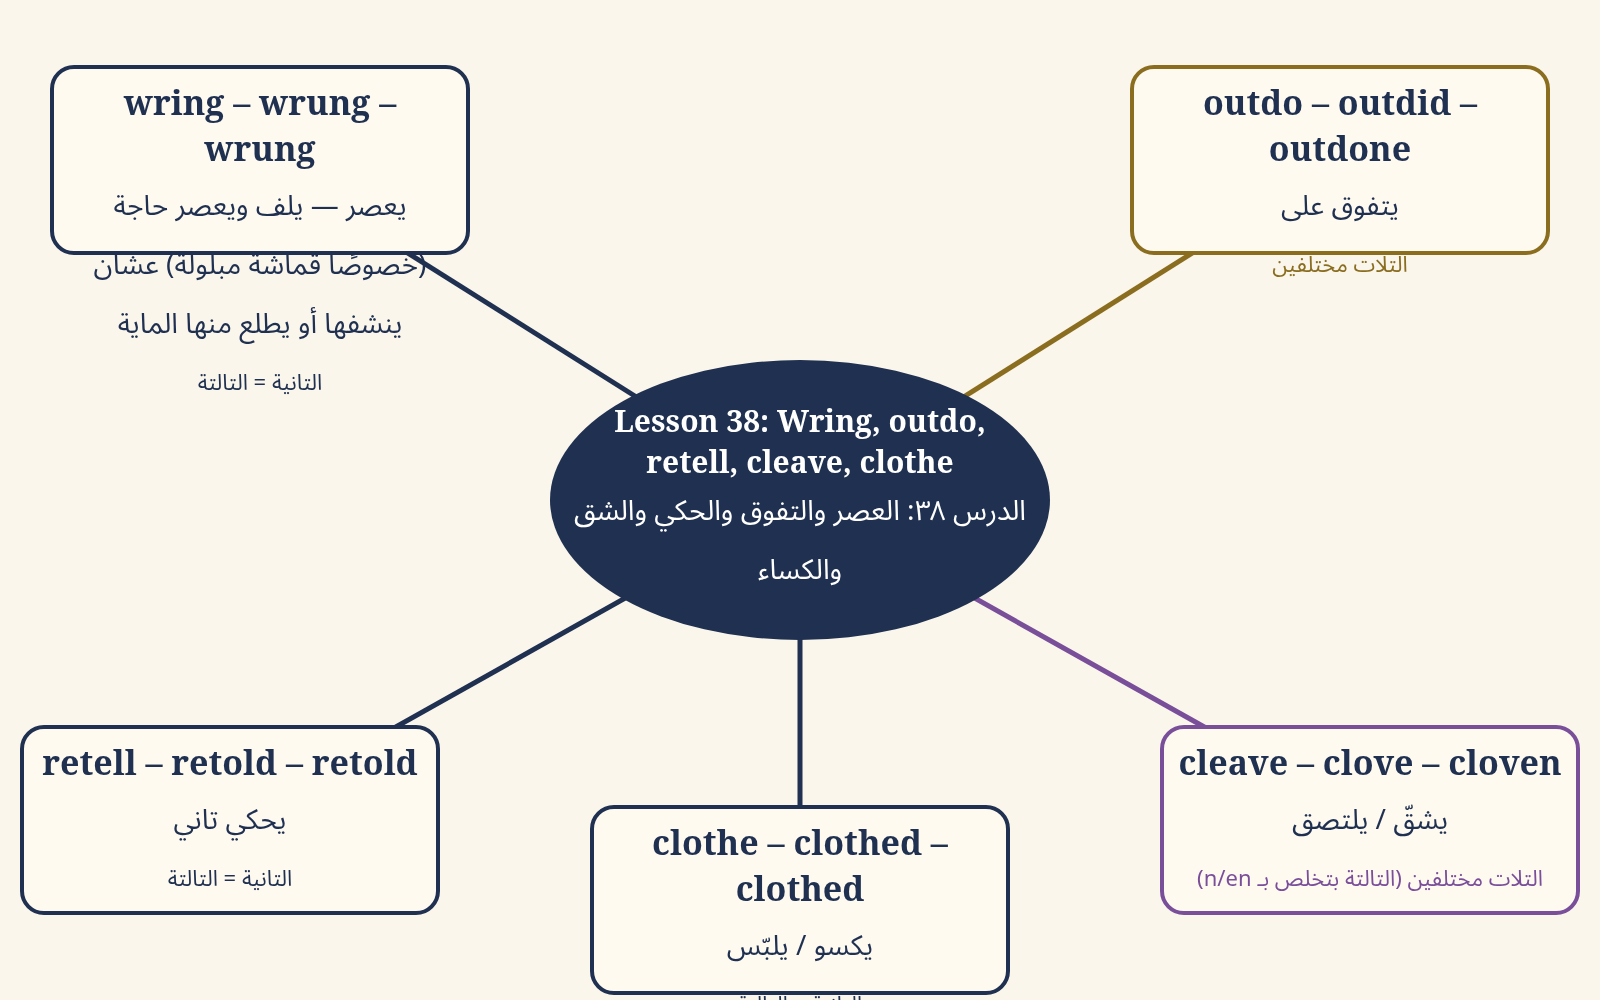 wring – wrung –
wrung
يعصر — يلف ويعصر حاجة
(خصوصًا قماشة مبلولة) عشان
ينشفها أو يطلع منها الماية
التانية = التالتة
outdo – outdid –
outdone
يتفوق على
التلات مختلفين
Lesson 38: Wring, outdo,
retell, cleave, clothe
الدرس ٣٨: العصر والتفوق والحكي والشق
والكساء
retell – retold – retold
يحكي تاني
التانية = التالتة
clothe – clothed –
clothed
يكسو / يلبّس
cleave – clove – cloven
يشقّ / يلتصق
التلات مختلفين (التالتة بتخلص بـ n/en)